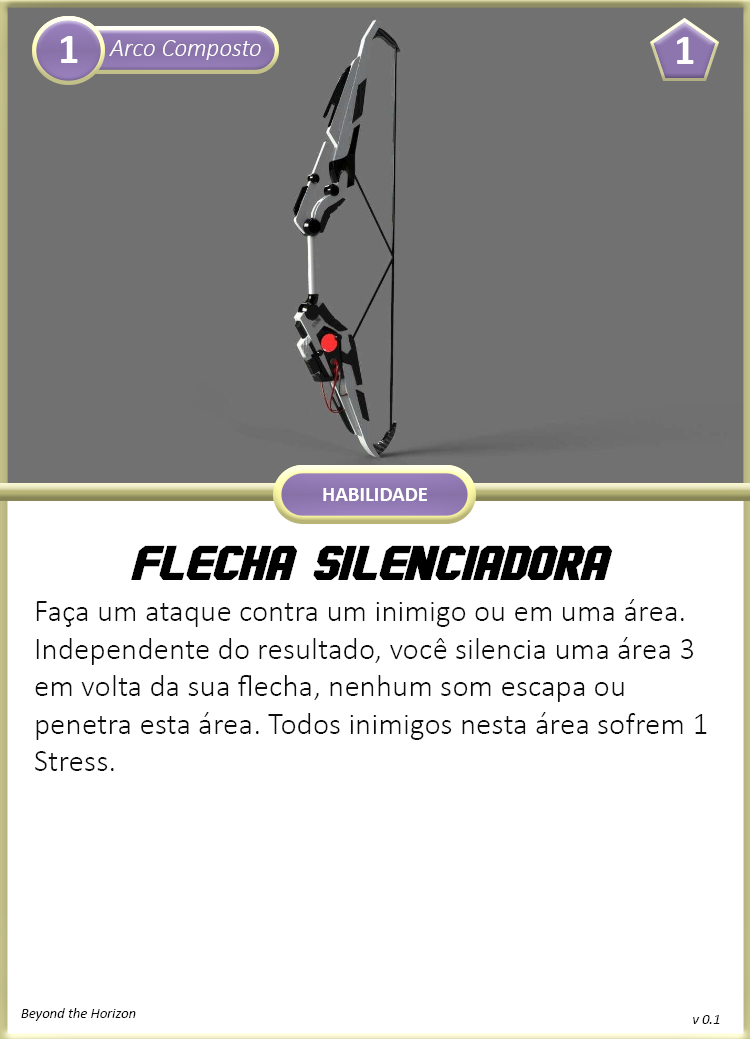 1 Arco Composto
1
HABILIDADE
FLECHA SILENCIADORA
Faça um ataque contra um inimigo ou em uma área.
Independente do resultado, você silencia uma área 3
em volta da sua flecha, nenhum som escapa ou
penetra esta área. Todos inimigos nesta área sofrem 1
Stress.
Beyond the Horizon
v 0.1